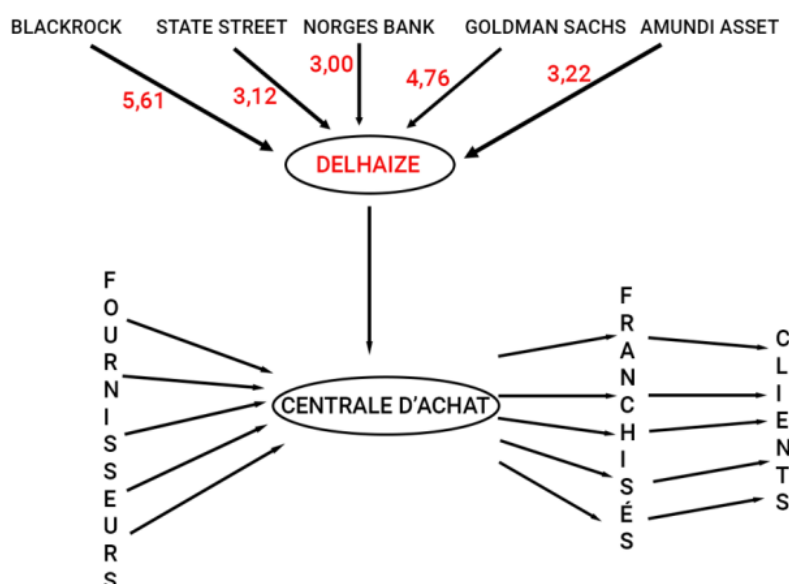 BLACKROCK STATE STREET NORGES BANK GOLDMAN SACHS AMUNDI ASSET
5,61 3,12 3,00 4,76 3,22
DELHAIZE
FOURNISSEURS
CENTRALE D'ACHAT
FRANCHISÉS
CLIENTS